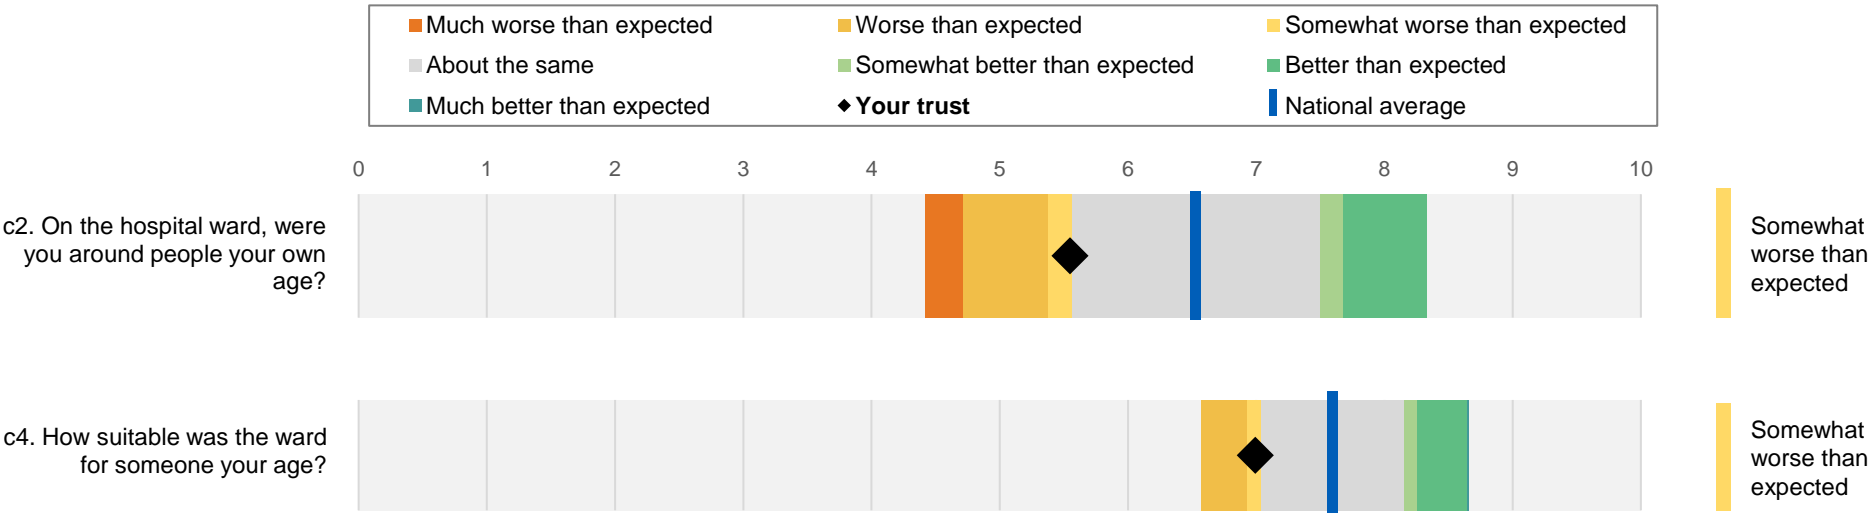 Much worse than expected
Worse than expected
Somewhat worse than expected
About the same
Somewhat better than expected
Better than expected
Much better than expected
Your trust
National average
0 1 2 3 4 5 6 7 8 9 10
c2. On the hospital ward, were
you around people your own
age?
Somewhat
worse than
expected
c4. How suitable was the ward
for someone your age?
Somewhat
worse than
expected